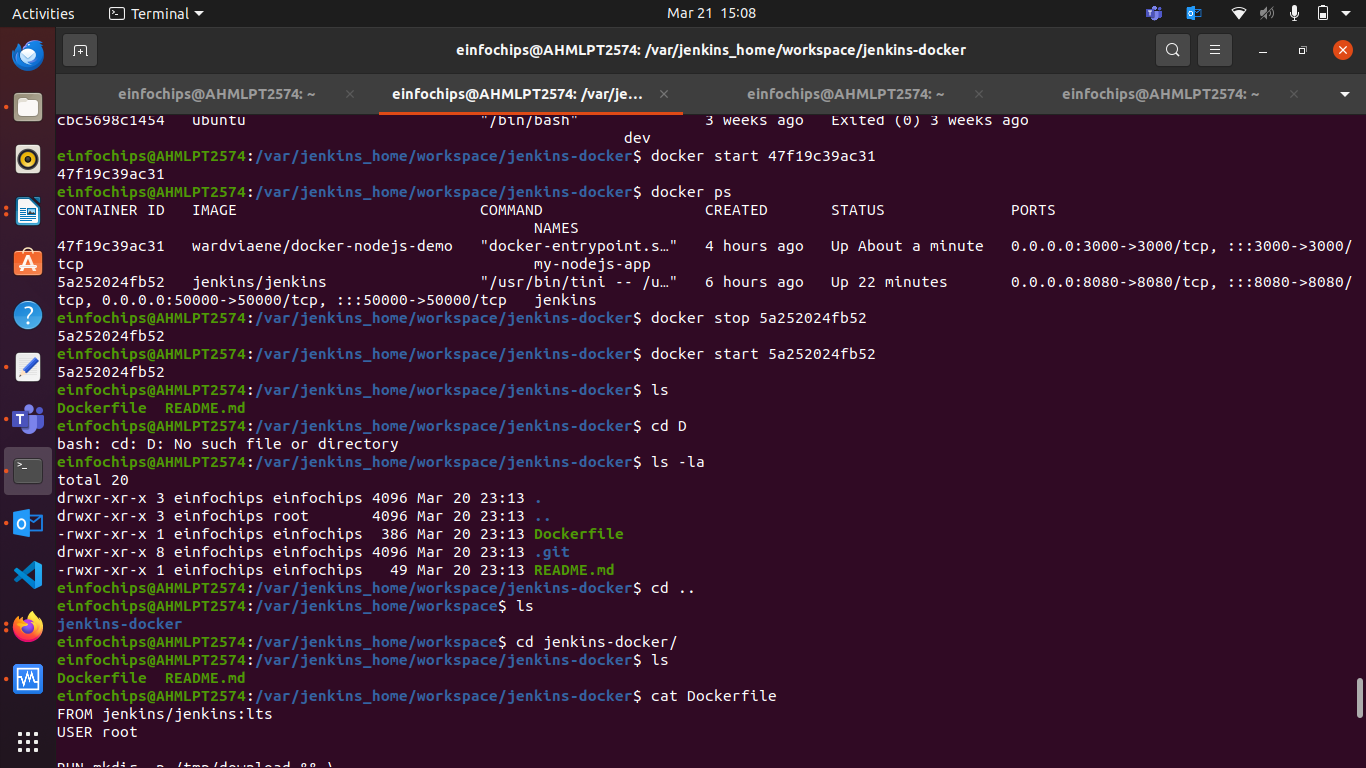 Activities Terminal Mar 21 15:08
einfochips@AHMLPT2574: /var/jenkins_home/workspace/jenkins-docker
einfochips@AHMLPT2574: ~ × einfochips@AHMLPT2574: /var/je... × einfochips@AHMLPT2574: ~ × einfochips@AHMLPT2574: ~ ×
cbc5698c1454 ubuntu "/bin/bash" 3 weeks ago Exited (0) 3 weeks ago
dev
einfochips@AHMLPT2574:/var/jenkins_home/workspace/jenkins-docker$ docker start 47f19c39ac31
47f19c39ac31
einfochips@AHMLPT2574:/var/jenkins_home/workspace/jenkins-docker$ docker ps
CONTAINER ID IMAGE COMMAND CREATED STATUS PORTS
NAMES
47f19c39ac31 wardviaene/docker-nodejs-demo "docker-entrypoint.s…" 4 hours ago Up About a minute 0.0.0.0:3000->3000/tcp, :::3000->3000/
tcp my-nodejs-app
5a252024fb52 jenkins/jenkins "/usr/bin/tini -- /u…" 6 hours ago Up 22 minutes 0.0.0.0:8080->8080/tcp, :::8080->8080/
tcp, 0.0.0.0:50000->50000/tcp, :::50000->50000/tcp jenkins
einfochips@AHMLPT2574:/var/jenkins_home/workspace/jenkins-docker$ docker stop 5a252024fb52
5a252024fb52
einfochips@AHMLPT2574:/var/jenkins_home/workspace/jenkins-docker$ docker start 5a252024fb52
5a252024fb52
einfochips@AHMLPT2574:/var/jenkins_home/workspace/jenkins-docker$ ls
Dockerfile README.md
einfochips@AHMLPT2574:/var/jenkins_home/workspace/jenkins-docker$ cd D
bash: cd: D: No such file or directory
einfochips@AHMLPT2574:/var/jenkins_home/workspace/jenkins-docker$ ls -la
total 20
drwxr-xr-x 3 einfochips einfochips 4096 Mar 20 23:13 .
drwxr-xr-x 3 einfochips root 4096 Mar 20 23:13 ..
-rwxr-xr-x 1 einfochips einfochips 386 Mar 20 23:13 Dockerfile
drwxr-xr-x 8 einfochips einfochips 4096 Mar 20 23:13 .git
-rwxr-xr-x 1 einfochips einfochips 49 Mar 20 23:13 README.md
einfochips@AHMLPT2574:/var/jenkins_home/workspace/jenkins-docker$ cd ..
einfochips@AHMLPT2574:/var/jenkins_home/workspace$ ls
jenkins-docker
einfochips@AHMLPT2574:/var/jenkins_home/workspace$ cd jenkins-docker/
einfochips@AHMLPT2574:/var/jenkins_home/workspace/jenkins-docker$ ls
Dockerfile README.md
einfochips@AHMLPT2574:/var/jenkins_home/workspace/jenkins-docker$ cat Dockerfile
FROM jenkins/jenkins:lts
USER root
RUN mkdir -p /tmp/download && \